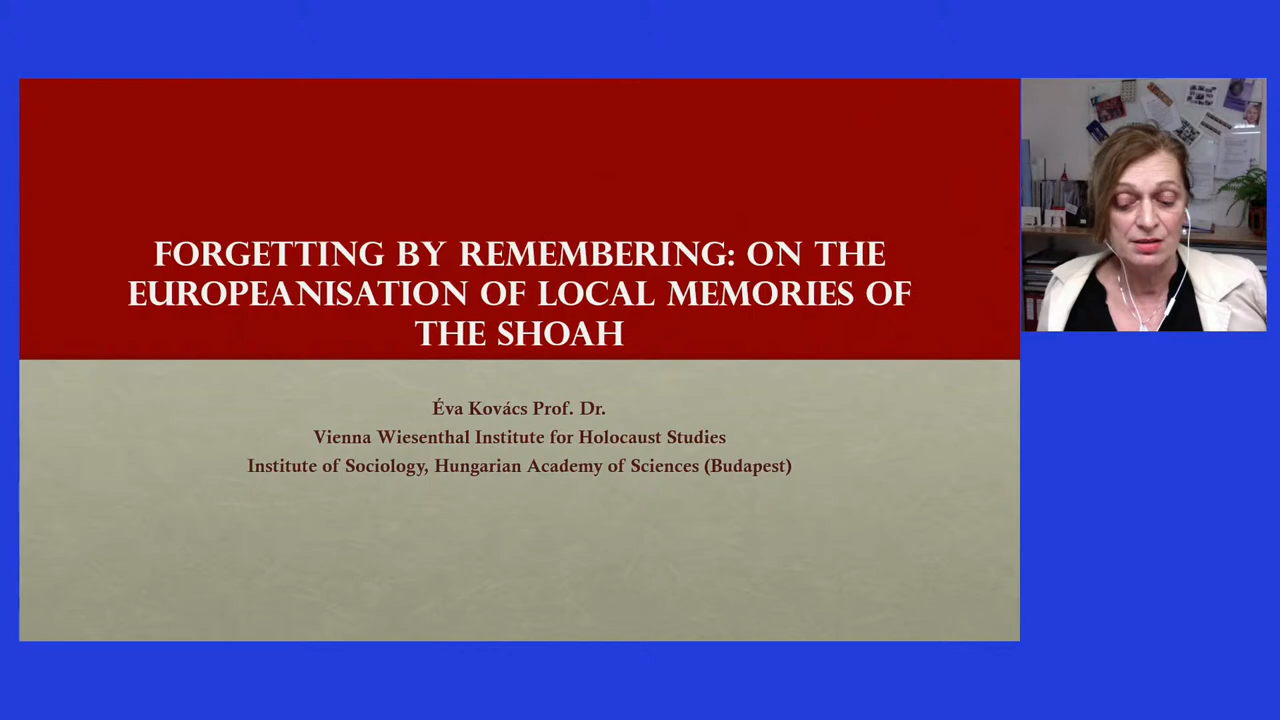 FORGETTING BY REMEMBERING: ON THE
EUROPEANISATION OF LOCAL MEMORIES OF
THE SHOAH
Éva Kovács Prof. Dr.
Vienna Wiesenthal Institute for Holocaust Studies
Institute of Sociology, Hungarian Academy of Sciences (Budapest)